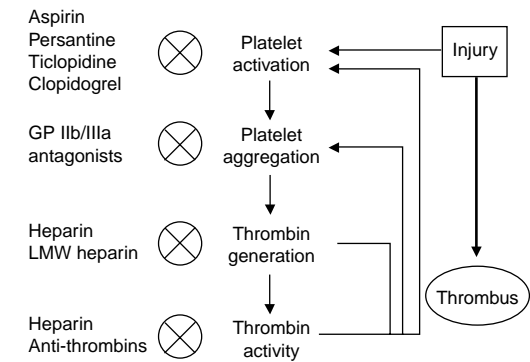 Aspirin
Persantine
Ticlopidine
Clopidogrel
Platelet
activation
Injury
GP IIb/IIIa
antagonists
Platelet
aggregation
Heparin
LMW heparin
Thrombin
generation
Thrombus
Heparin
Anti-thrombins
Thrombin
activity